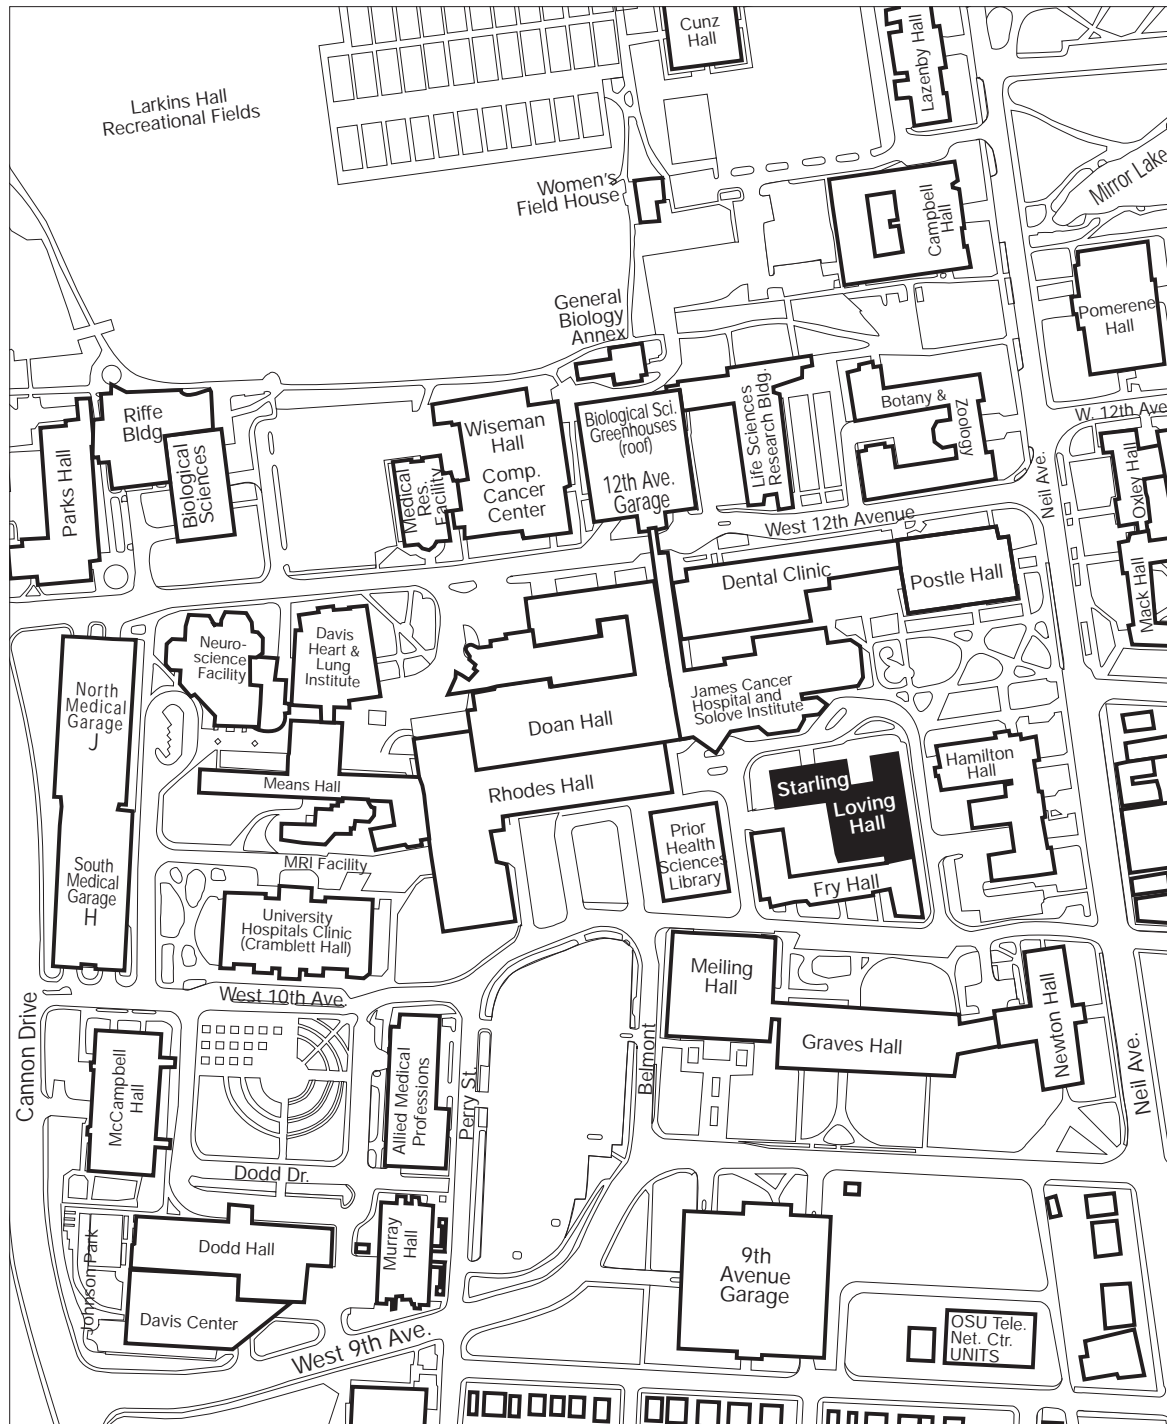 Cunz
Hall
Lazenby Hall
Larkins Hall
Recreational Fields
Mirror Lake
Women's
Field House
Campbell
Hall
General
Biology
Annex
Pomerene
Hall
Riffe
Bldg.
Parks Hall
Biological
Sciences
Wiseman
Hall
Comp.
Cancer
Center
Medical
Res.
Facility
Biological Sci.
Greenhouses
(roof)
12th Ave.
Garage
Life Sciences
Research Bldg.
Botany &
Zoology
W. 12th Ave
Neil Ave.
Oxley Hall
Mack Hall
West 12th Avenue
Dental Clinic
Postle Hall
Neuro-
science
Facility
Davis
Heart &
Lung
Institute
North
Medical
Garage
J
James Cancer
Hospital and
Solove Institute
Doan Hall
Rhodes Hall
Means Hall
Hamilton
Hall
Starling
Loving
Hall
Prior
Health
Sciences
Library
Fry Hall
MRI Facility
South
Medical
Garage
H
University
Hospitals Clinic
(Cramblett Hall)
Meiling
Hall
Graves Hall
Newton Hall
West 10th Ave.
Cannon Drive
McCampbell
Hall
Allied Medical
Professions
Perry St.
Belmont
Neil Ave.
Dodd Dr.
Johnson Park
Dodd Hall
Murray
Hall
Davis Center
9th
Avenue
Garage
West 9th Ave.
OSU Tele.
Net. Ctr.
UNITS